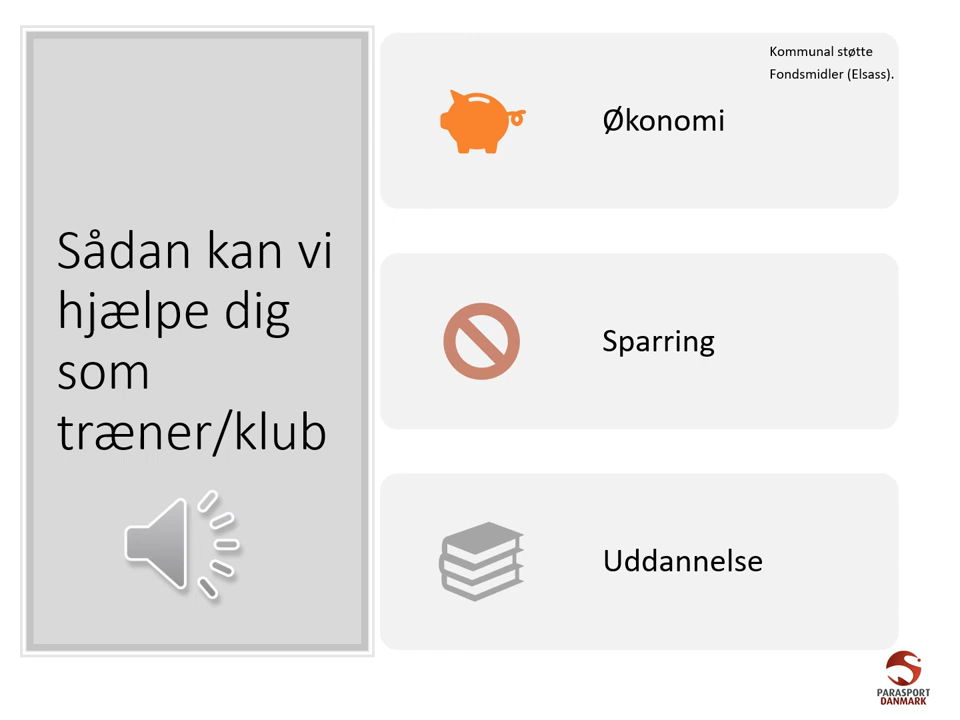 Sådan kan vi
hjælpe dig
som
træner/klub
Kommunal støtte
Fondsmidler (Elsass).
Økonomi
Sparring
Uddannelse
PARASPORT
DANMARK